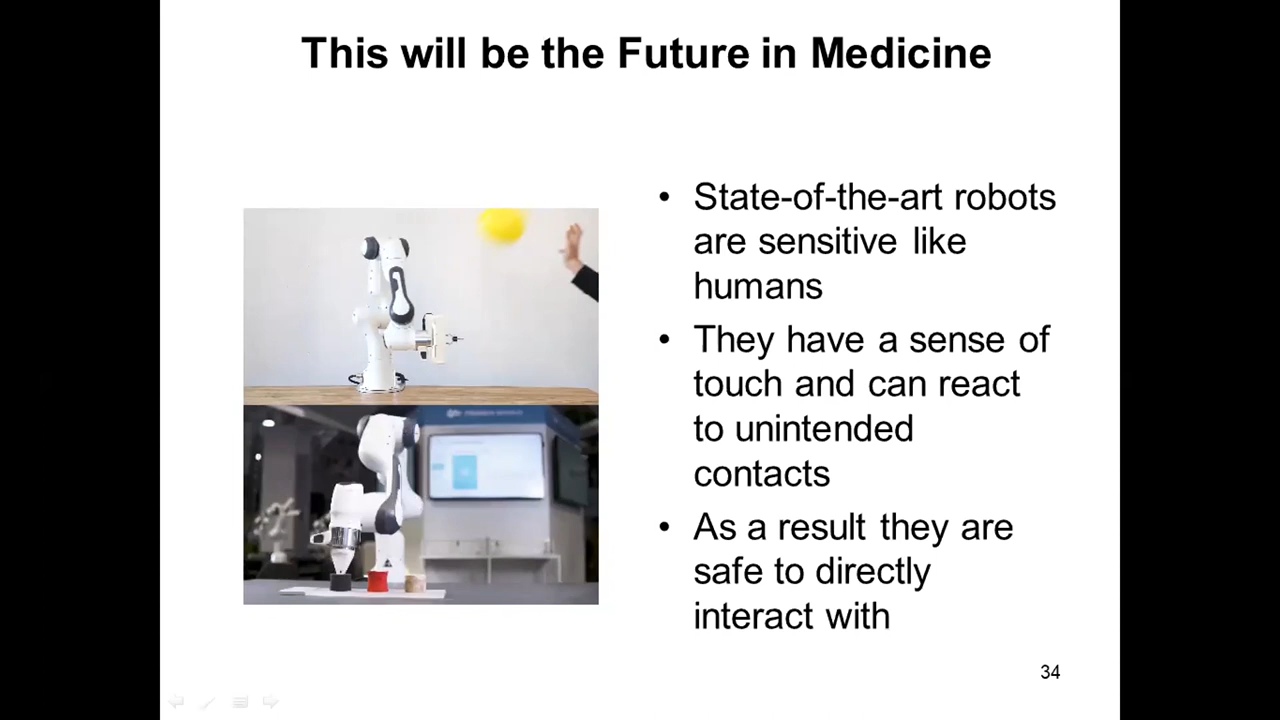 This will be the Future in Medicine
• State-of-the-art robots
are sensitive like
humans
• They have a sense of
touch and can react
to unintended
contacts
• As a result they are
safe to directly
interact with
34